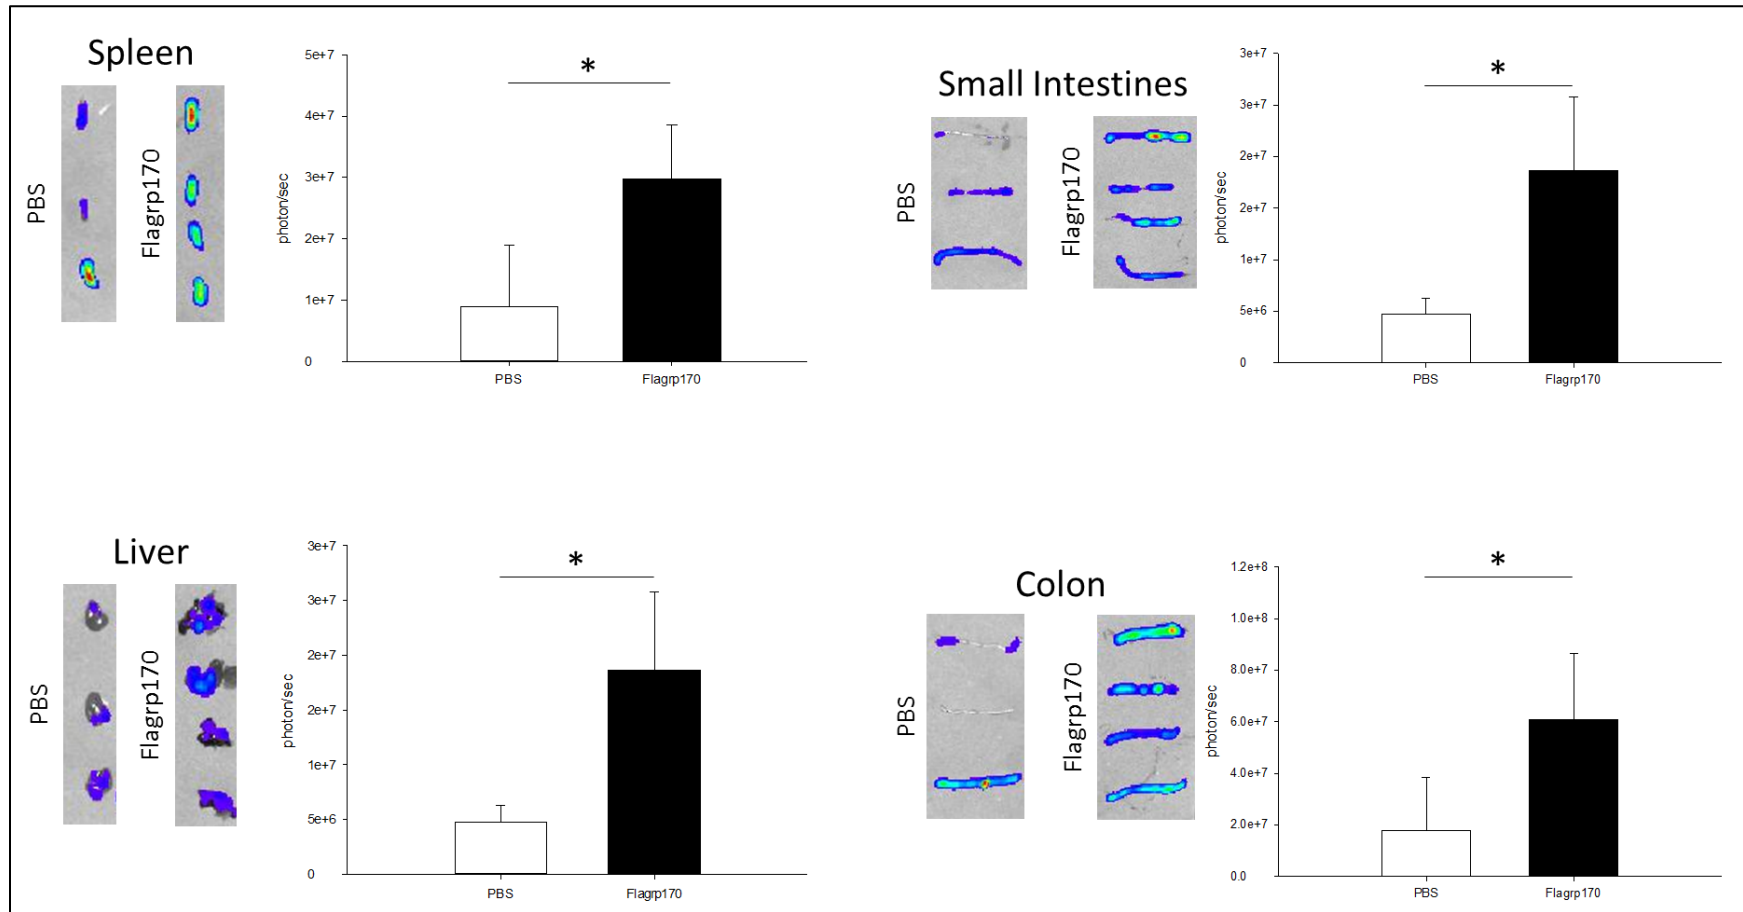 Spleen
PBS
Flagrp170
photon/sec
5e+7
4e+7
3e+7
2e+7
1e+7
0
*
PBS
Flagrp170
Small Intestines
PBS
Flagrp170
photon/sec
3e+7
3e+7
2e+7
2e+7
1e+7
5e+6
0
*
PBS
Flagrp170
Liver
PBS
Flagrp170
photon/sec
3e+7
3e+7
2e+7
2e+7
1e+7
5e+6
0
*
PBS
Flagrp170
Colon
PBS
Flagrp170
photon/sec
1.2e+8
1.0e+8
8.0e+7
6.0e+7
4.0e+7
2.0e+7
0.0
*
PBS
Flagrp170